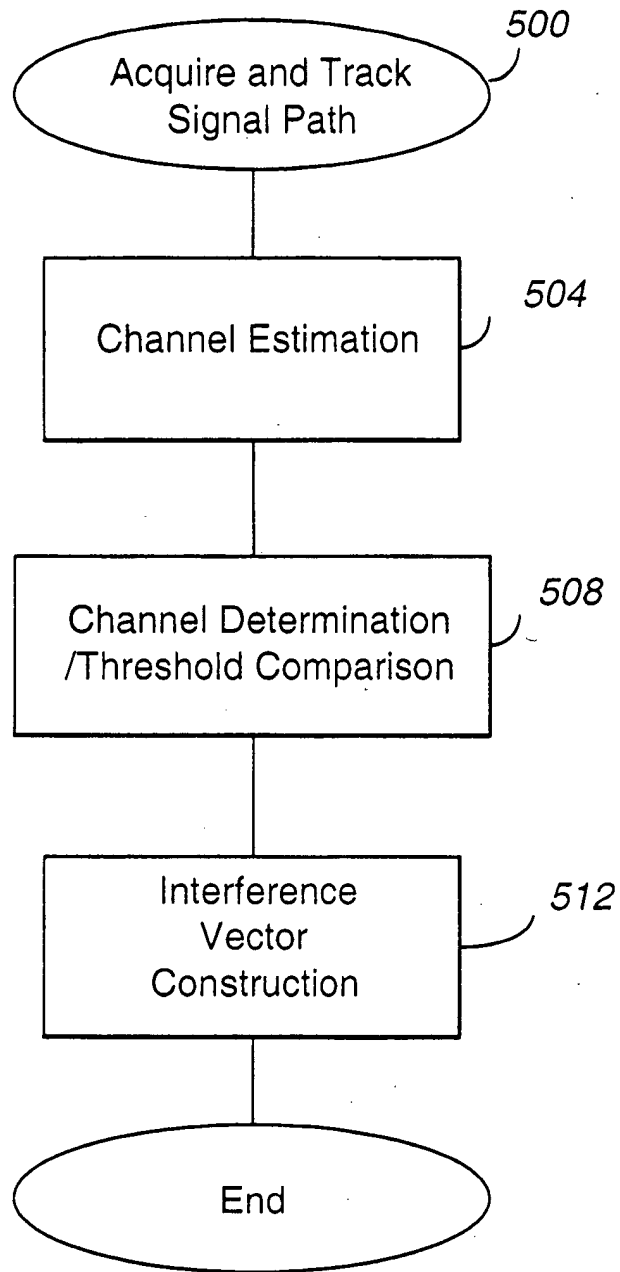 500
Acquire and Track
Signal Path
504
Channel Estimation
508
Channel Determination
/Threshold Comparison
512
Interference
Vector
Construction
End